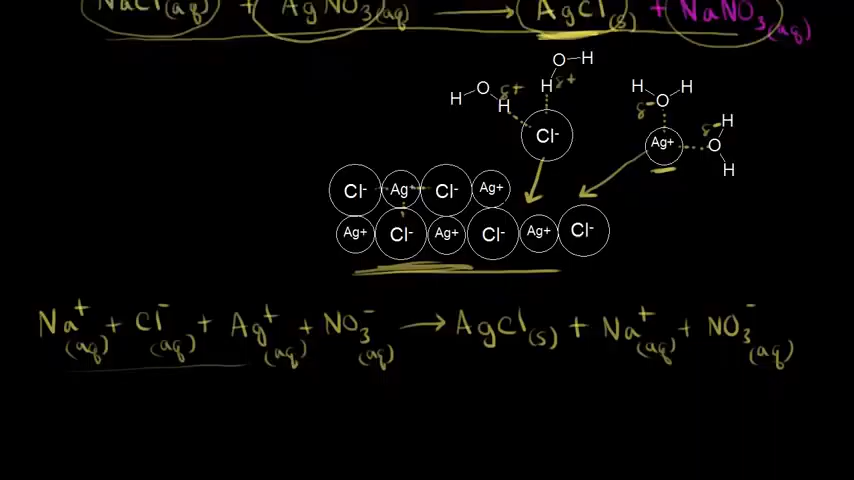 NaCl(aq) + AgNO3(aq) → AgCl(s) + NaNO3(aq)
O-H
H-O δ+ H δ+ H O H
H δ- δ- H
Cl- Ag+ O
H
Cl- Ag+ Cl- Ag+
Ag+ Cl- Ag+ Cl- Ag+ Cl-
Na+(aq) + Cl-(aq) + Ag+(aq) + NO3-(aq) → AgCl(s) + Na+(aq) + NO3-(aq)